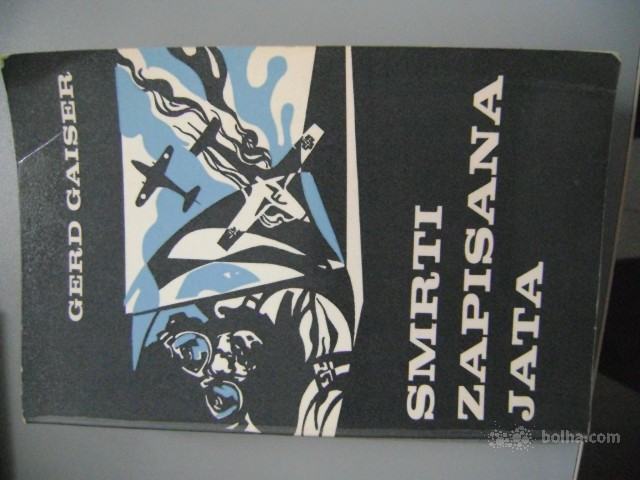 GERD GAISER
SMRTI
ZAPISANA
JATA
bolha.com